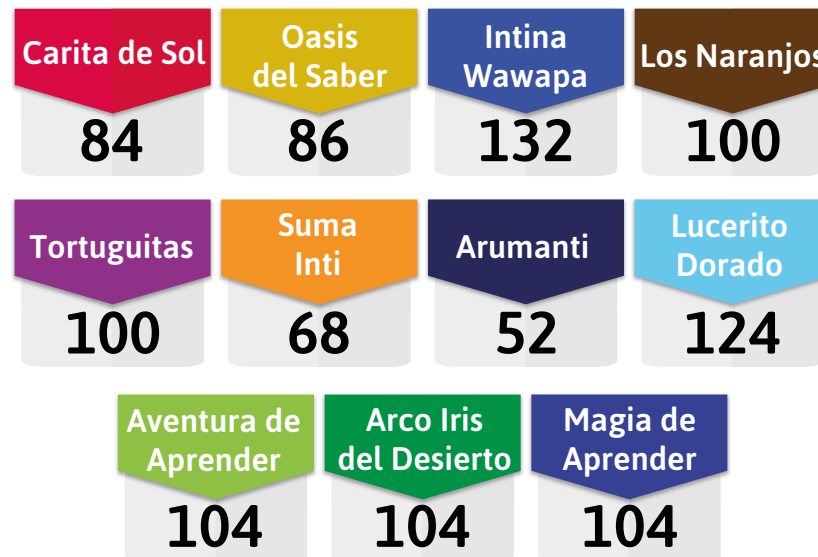 Carita de Sol
84
Oasis
del Saber
86
Intina
Wawapa
132
Los Naranjos
100
Tortuguitas
100
Suma
Inti
68
Arumanti
52
Lucerito
Dorado
124
Aventura de
Aprender
104
Arco Iris
del Desierto
104
Magia de
Aprender
104